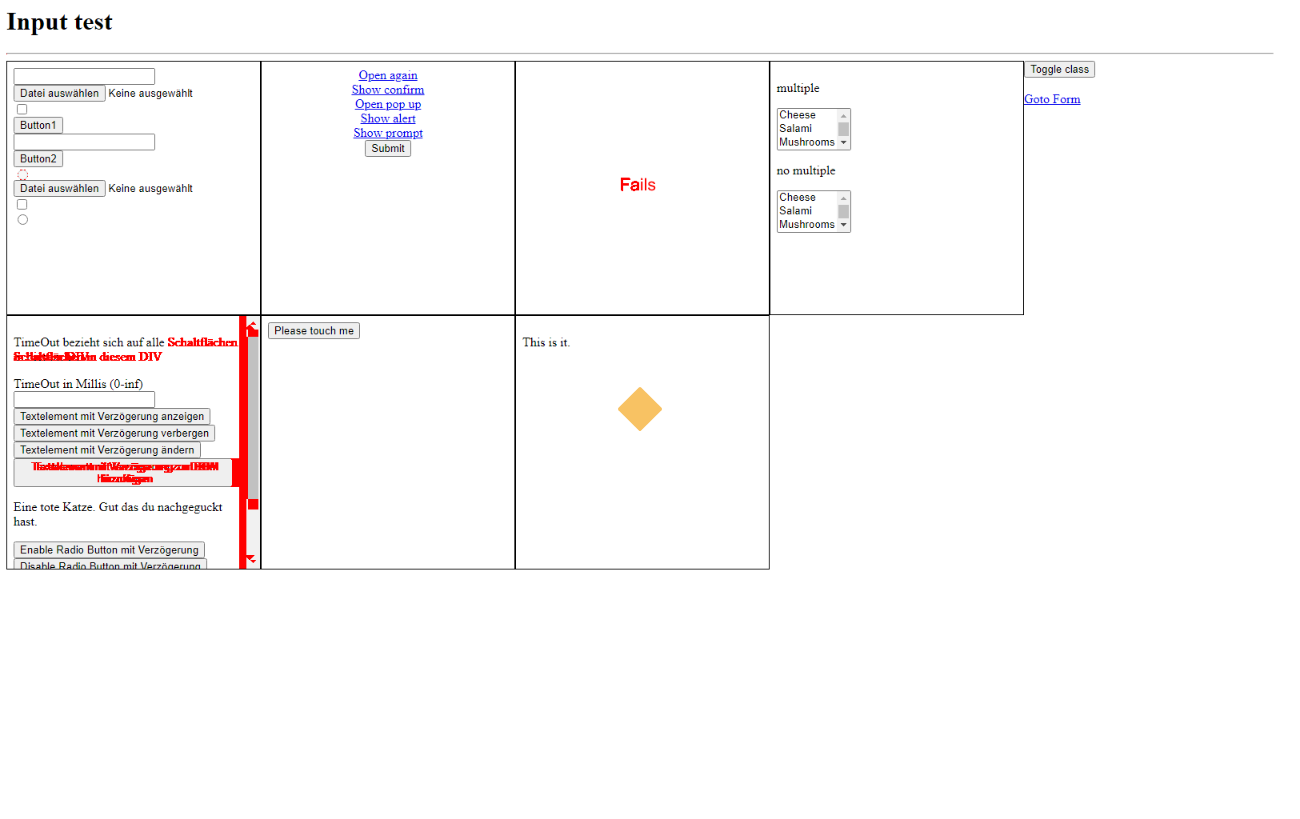 Input test
Datei auswählen Keine ausgewählt
Button1
Button2
Datei auswählen Keine ausgewählt
Open again
Show confirm
Open pop up
Show alert
Show prompt
Submit
Fails
multiple
Cheese
Salami
Mushrooms
no multiple
Cheese
Salami
Mushrooms
Toggle class
Goto Form
TimeOut bezieht sich auf alle Schaltflächen
in diesem DIV
TimeOut in Millis (0-inf)
Textelement mit Verzögerung anzeigen
Textelement mit Verzögerung verbergen
Textelement mit Verzögerung ändern
Eine tote Katze. Gut das du nachgeguckt
hast.
Enable Radio Button mit Verzögerung
Disable Radio Button mit Verzögerung
Please touch me
This is it.